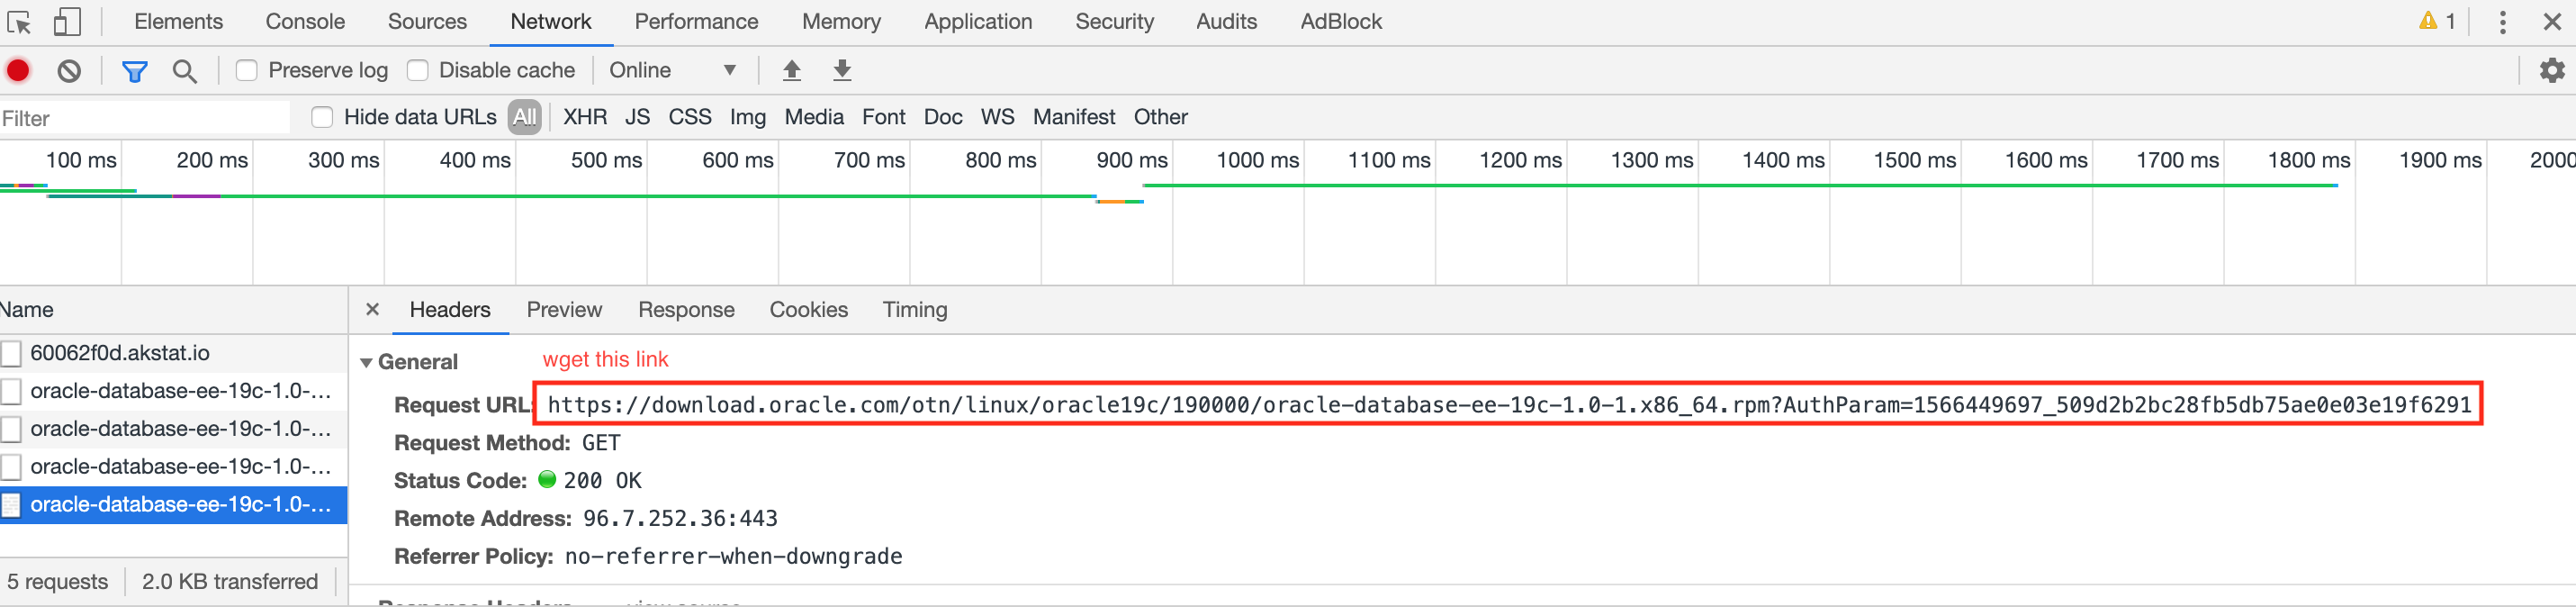 Elements Console Sources Network Performance Memory Application Security Audits AdBlock 1
Preserve log Disable cache Online
Filter Hide data URLs All XHR JS CSS Img Media Font Doc WS Manifest Other
100 ms 200 ms 300 ms 400 ms 500 ms 600 ms 700 ms 800 ms 900 ms 1000 ms 1100 ms 1200 ms 1300 ms 1400 ms 1500 ms 1600 ms 1700 ms 1800 ms 1900 ms 2000
Name × Headers Preview Response Cookies Timing
60062f0d.akstat.io
oracle-database-ee-19c-1.0-...
oracle-database-ee-19c-1.0-...
oracle-database-ee-19c-1.0-...
oracle-database-ee-19c-1.0-...
5 requests 2.0 KB transferred
General wget this link
Request URL: https://download.oracle.com/otn/linux/oracle19c/190000/oracle-database-ee-19c-1.0-1.x86_64.rpm?AuthParam=1566449697_509d2b2bc28fb5db75ae0e03e19f6291
Request Method: GET
Status Code: 200 OK
Remote Address: 96.7.252.36:443
Referrer Policy: no-referrer-when-downgrade
Response Headers view source